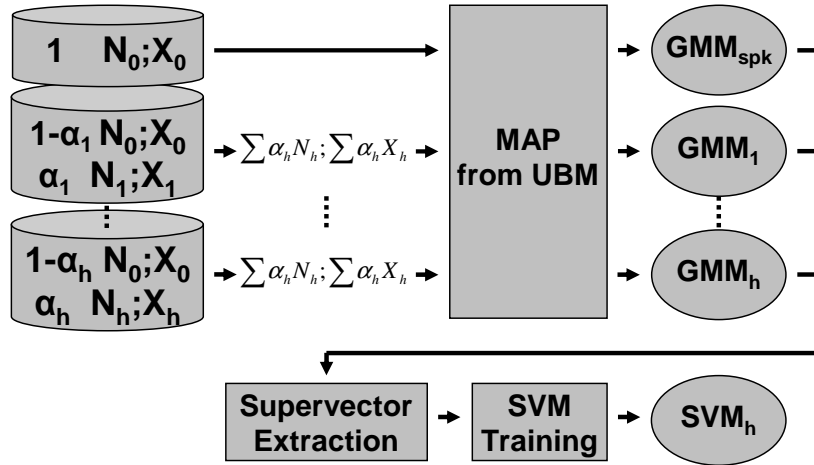 1 N₀;X₀
GMMₛₚₖ
1-α₁ N₀;X₀
α₁ N₁;X₁
∑αₕNₕ;∑αₕXₕ
MAP
from UBM
GMM₁
1-αₕ N₀;X₀
αₕ Nₕ;Xₕ
∑αₕNₕ;∑αₕXₕ
GMMₕ
Supervector
Extraction
SVM
Training
SVMₕ